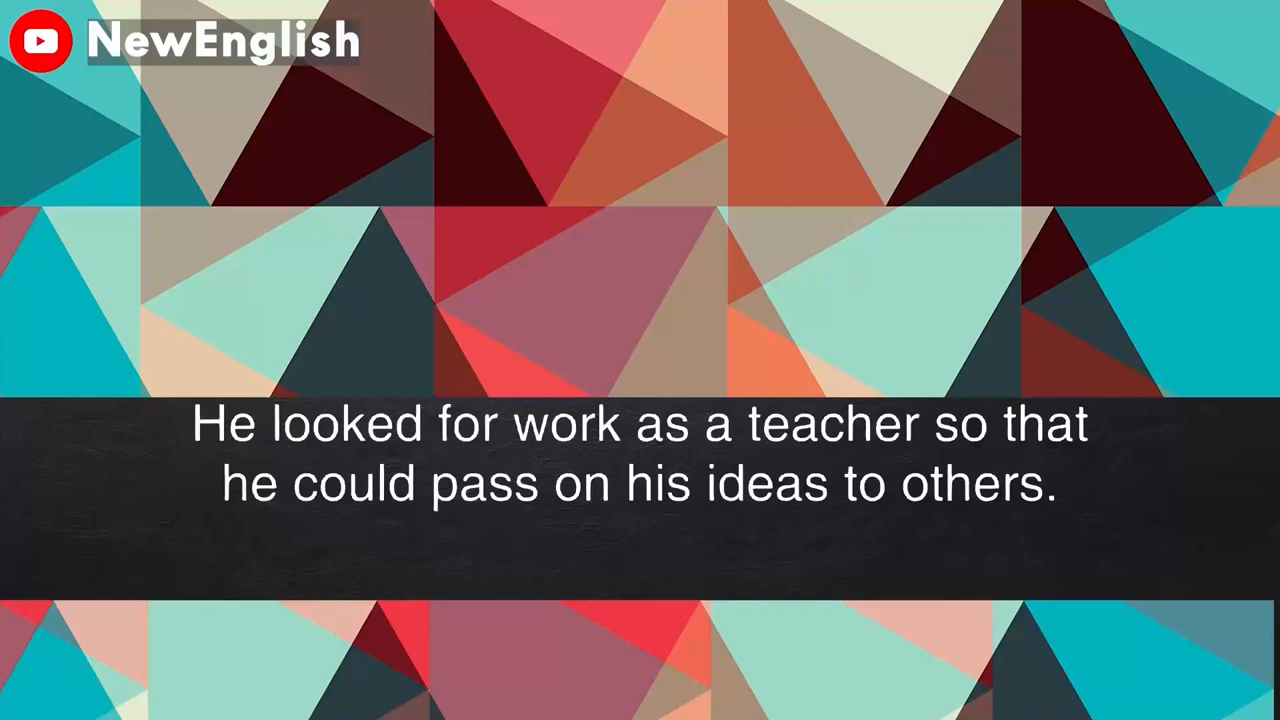 NewEnglish
He looked for work as a teacher so that
he could pass on his ideas to others.